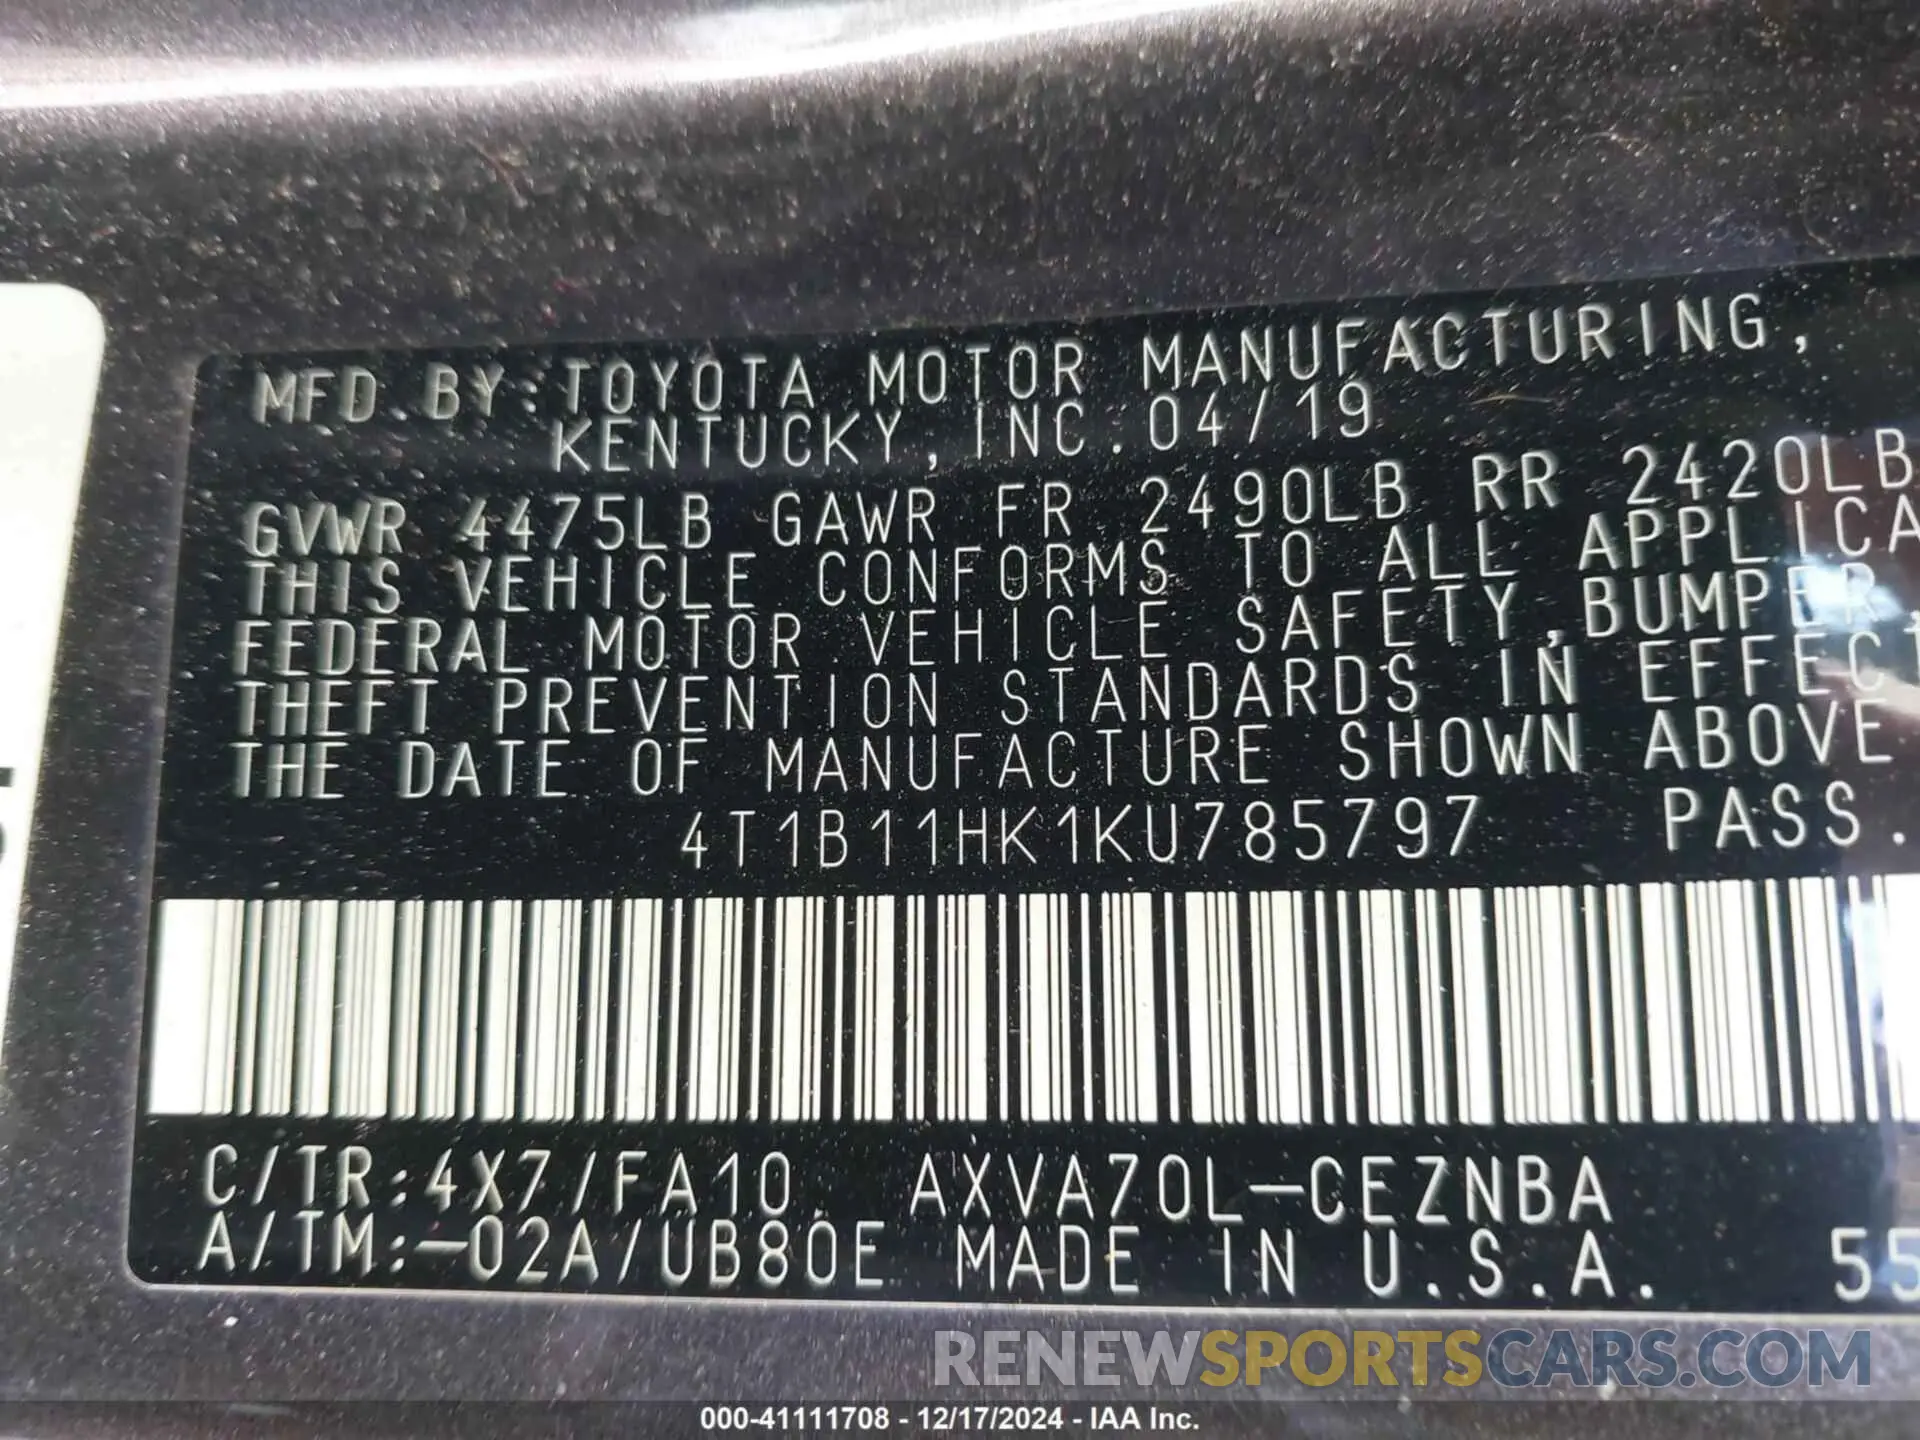 MFD BY:TOYOTA MOTOR MANUFACTURING,
KENTUCKY, INC.04/19
GVWR 4475LB GAWR FR 2490LB RR 2420LB
THIS VEHICLE CONFORMS TO ALL APPLICA
FEDERAL MOTOR VEHICLE SAFETY,BUMPER,
THEFT PREVENTION STANDARDS IN EFFECT
THE DATE OF MANUFACTURE SHOWN ABOVE
4T1B11HK1KU785797 PASS.
C/TR:4X7/FA10 AXVA70L-CEZNBA
A/TM:-02A/UB80E MADE IN U.S.A. 55
RENEWSPORTSCARS.COM
000-41111708 - 12/17/2024 - IAA Inc.